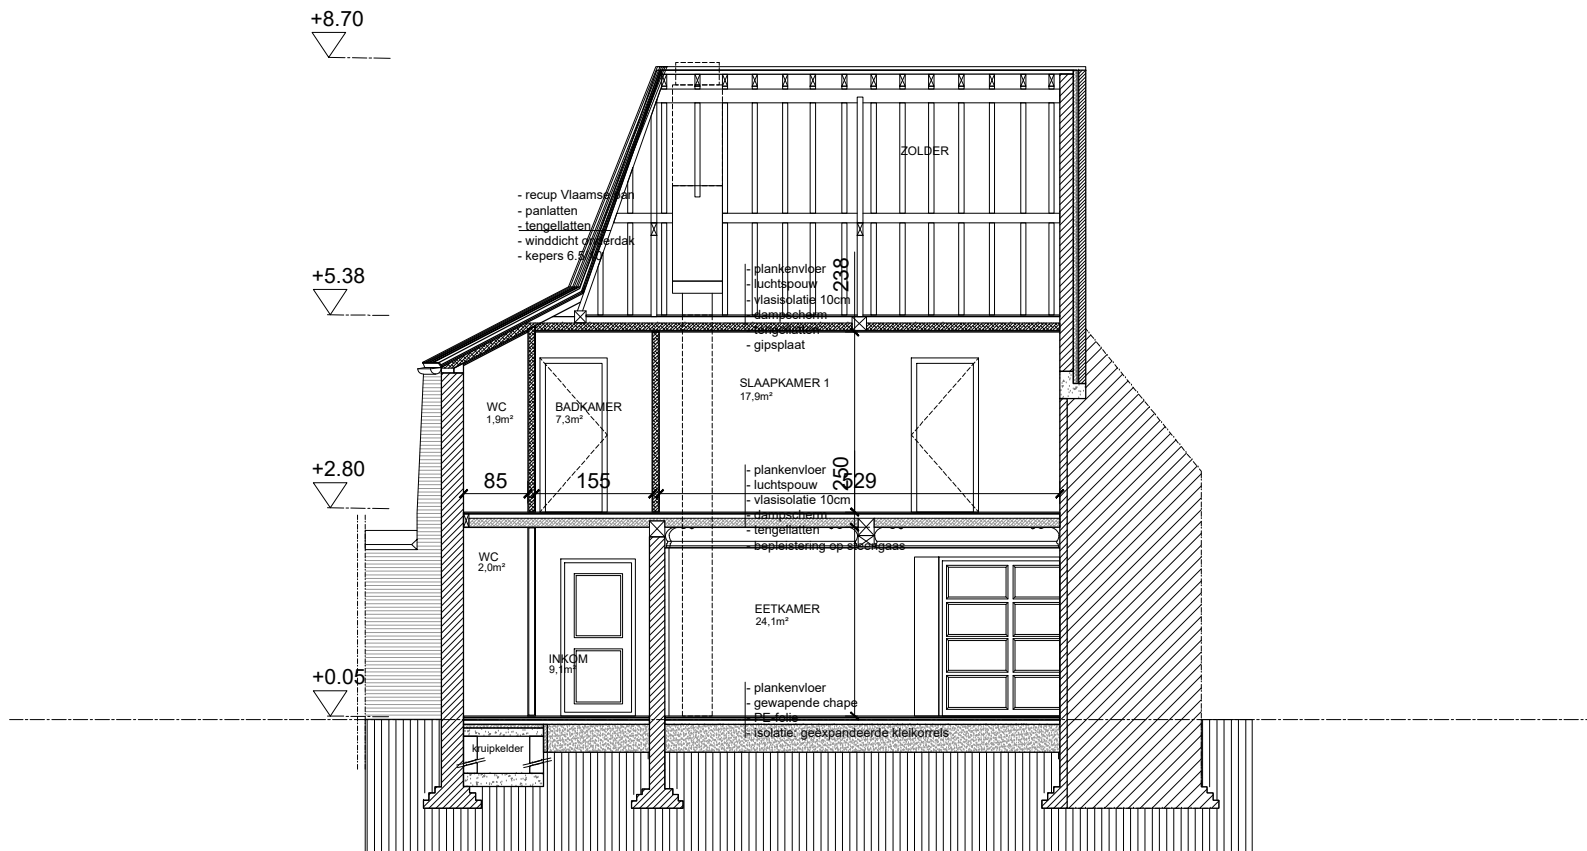 +8.70
ZOLDER
- recup Vlaamse pan
- panlatten
- tengellatten
- winddicht onderdak
- kepers
+5.38
- plankenvloer
- luchtspouw
- vlasisolatie 10cm
- dampscherm
- tengellatten
- gipsplaat
238
SLAAPKAMER 1
17,9m²
WC
1,9m²
BADKAMER
7,3m²
+2.80
85
155
529
250
- plankenvloer
- luchtspouw
- vlasisolatie 10cm
- dampscherm
- tengellatten
- bepleistering op steengaas
WC
2,0m²
EETKAMER
24,1m²
INKOM
9,1m²
+0.05
- plankenvloer
- gewapende chape
- PE-folie
- isolatie: geëxpandeerde kleikorrels
kruipkelder